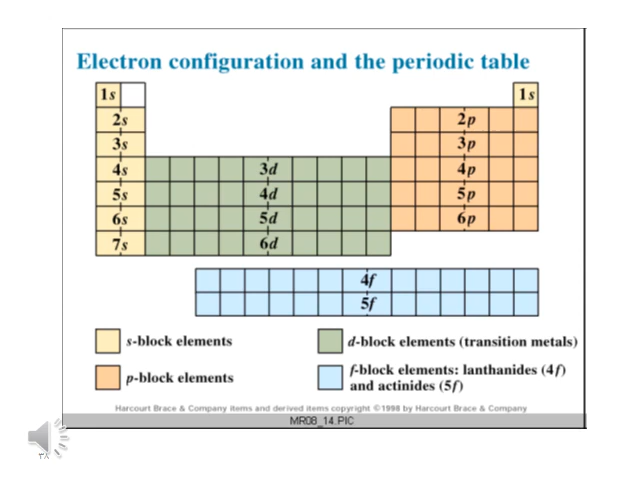 Electron configuration and the periodic table
1s 1s
2s 2p
3s 3p
4s 3d 4p
5s 4d 5p
6s 5d 6p
7s 6d
4f
5f
s-block elements
d-block elements (transition metals)
p-block elements
f-block elements: lanthanides (4f)
and actinides (5f)
Harcourt Brace & Company items and derived items copyright ©1998 by Harcourt Brace & Company
MR08_14.PIC
٣٨